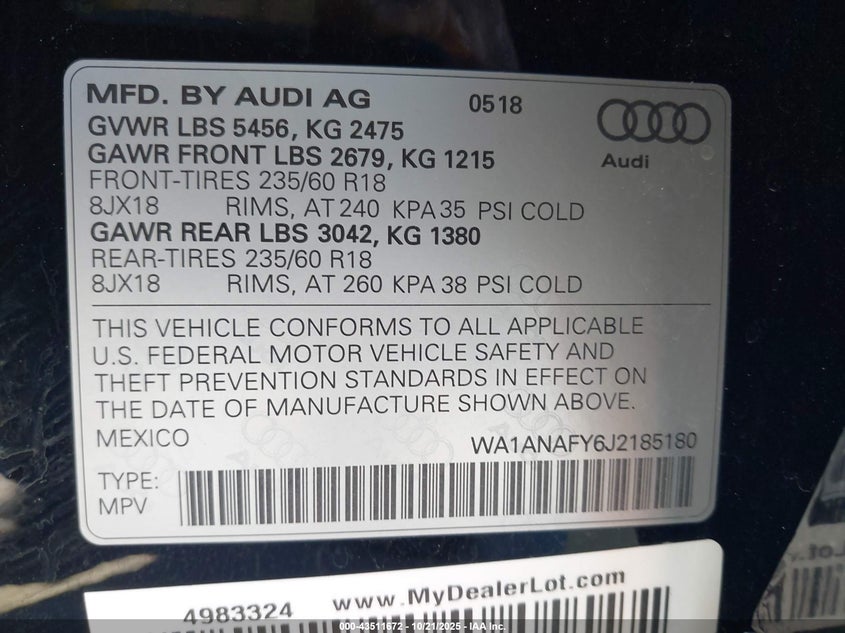 MFD. BY AUDI AG 0518
Audi
GVWR LBS 5456, KG 2475
GAWR FRONT LBS 2679, KG 1215
FRONT-TIRES 235/60 R18
8JX18 RIMS, AT 240 KPA 35 PSI COLD
GAWR REAR LBS 3042, KG 1380
REAR-TIRES 235/60 R18
8JX18 RIMS, AT 260 KPA 38 PSI COLD
THIS VEHICLE CONFORMS TO ALL APPLICABLE
U.S. FEDERAL MOTOR VEHICLE SAFETY AND
THEFT PREVENTION STANDARDS IN EFFECT ON
THE DATE OF MANUFACTURE SHOWN ABOVE.
MEXICO WA1ANAFY6J2185180
TYPE:
MPV
4983324 www.MyDealerLot.com
000-43511672 - 10/21/2025 - IAA Inc.